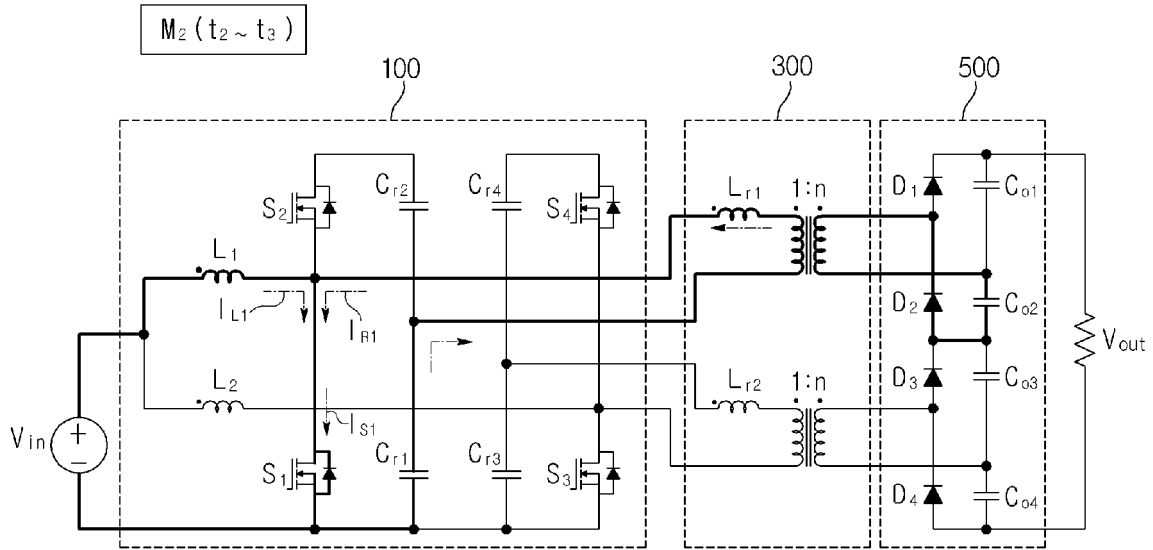 M₂ (t₂ ~ t₃)
100
300
500
S₂
Cr2
Cr4
S₄
Lr1
1:n
D₁
Co1
L₁
IL1
IR1
D₂
Co2
Vout
L₂
IS1
Lr2
1:n
D₃
Co3
Vin
S₁
Cr1
Cr3
S₃
D₄
Co4